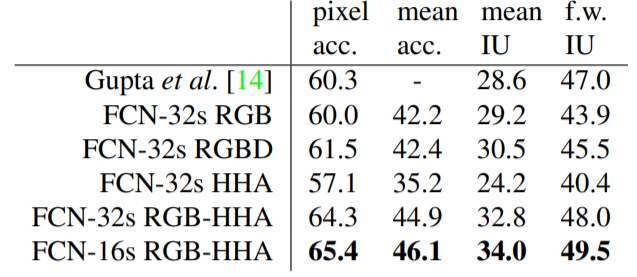 pixel mean mean f.w.
acc. acc. IU IU
Gupta et al. [14] 60.3 - 28.6 47.0
FCN-32s RGB 60.0 42.2 29.2 43.9
FCN-32s RGBD 61.5 42.4 30.5 45.5
FCN-32s HHA 57.1 35.2 24.2 40.4
FCN-32s RGB-HHA 64.3 44.9 32.8 48.0
FCN-16s RGB-HHA 65.4 46.1 34.0 49.5